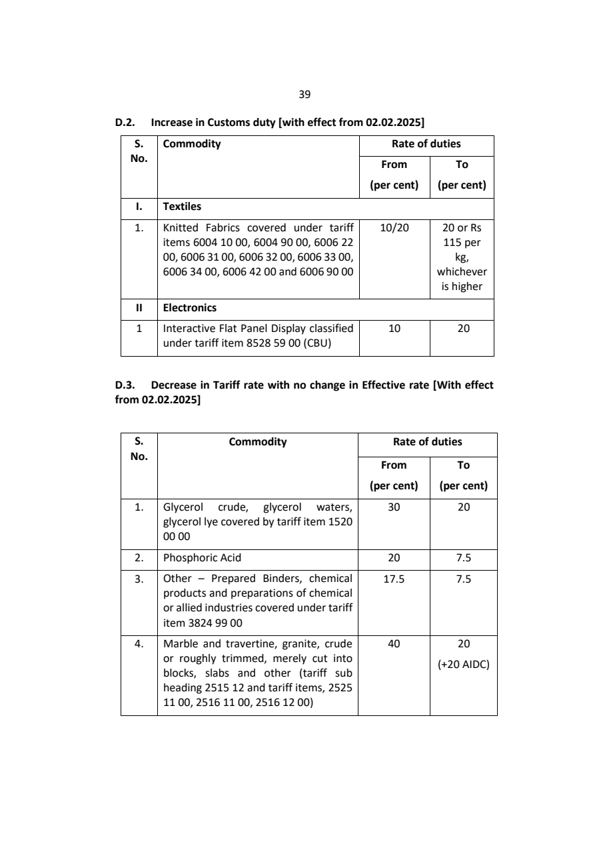 39
D.2. Increase in Customs duty [with effect from 02.02.2025]
S. No. Commodity Rate of duties
From (per cent) To (per cent)
I. Textiles
1. Knitted Fabrics covered under tariff 10/20 20 or Rs
items 6004 10 00, 6004 90 00, 6006 22 115 per
00, 6006 31 00, 6006 32 00, 6006 33 00, kg,
6006 34 00, 6006 42 00 and 6006 90 00 whichever
is higher
II Electronics
1 Interactive Flat Panel Display classified 10 20
under tariff item 8528 59 00 (CBU)
D.3. Decrease in Tariff rate with no change in Effective rate [With effect
from 02.02.2025]
S. No. Commodity Rate of duties
From (per cent) To (per cent)
1. Glycerol crude, glycerol waters, 30 20
glycerol lye covered by tariff item 1520
00 00
2. Phosphoric Acid 20 7.5
3. Other – Prepared Binders, chemical 17.5 7.5
products and preparations of chemical
or allied industries covered under tariff
item 3824 99 00
4. Marble and travertine, granite, crude 40 20
or roughly trimmed, merely cut into (+20 AIDC)
blocks, slabs and other (tariff sub
heading 2515 12 and tariff items, 2525
11 00, 2516 11 00, 2516 12 00)